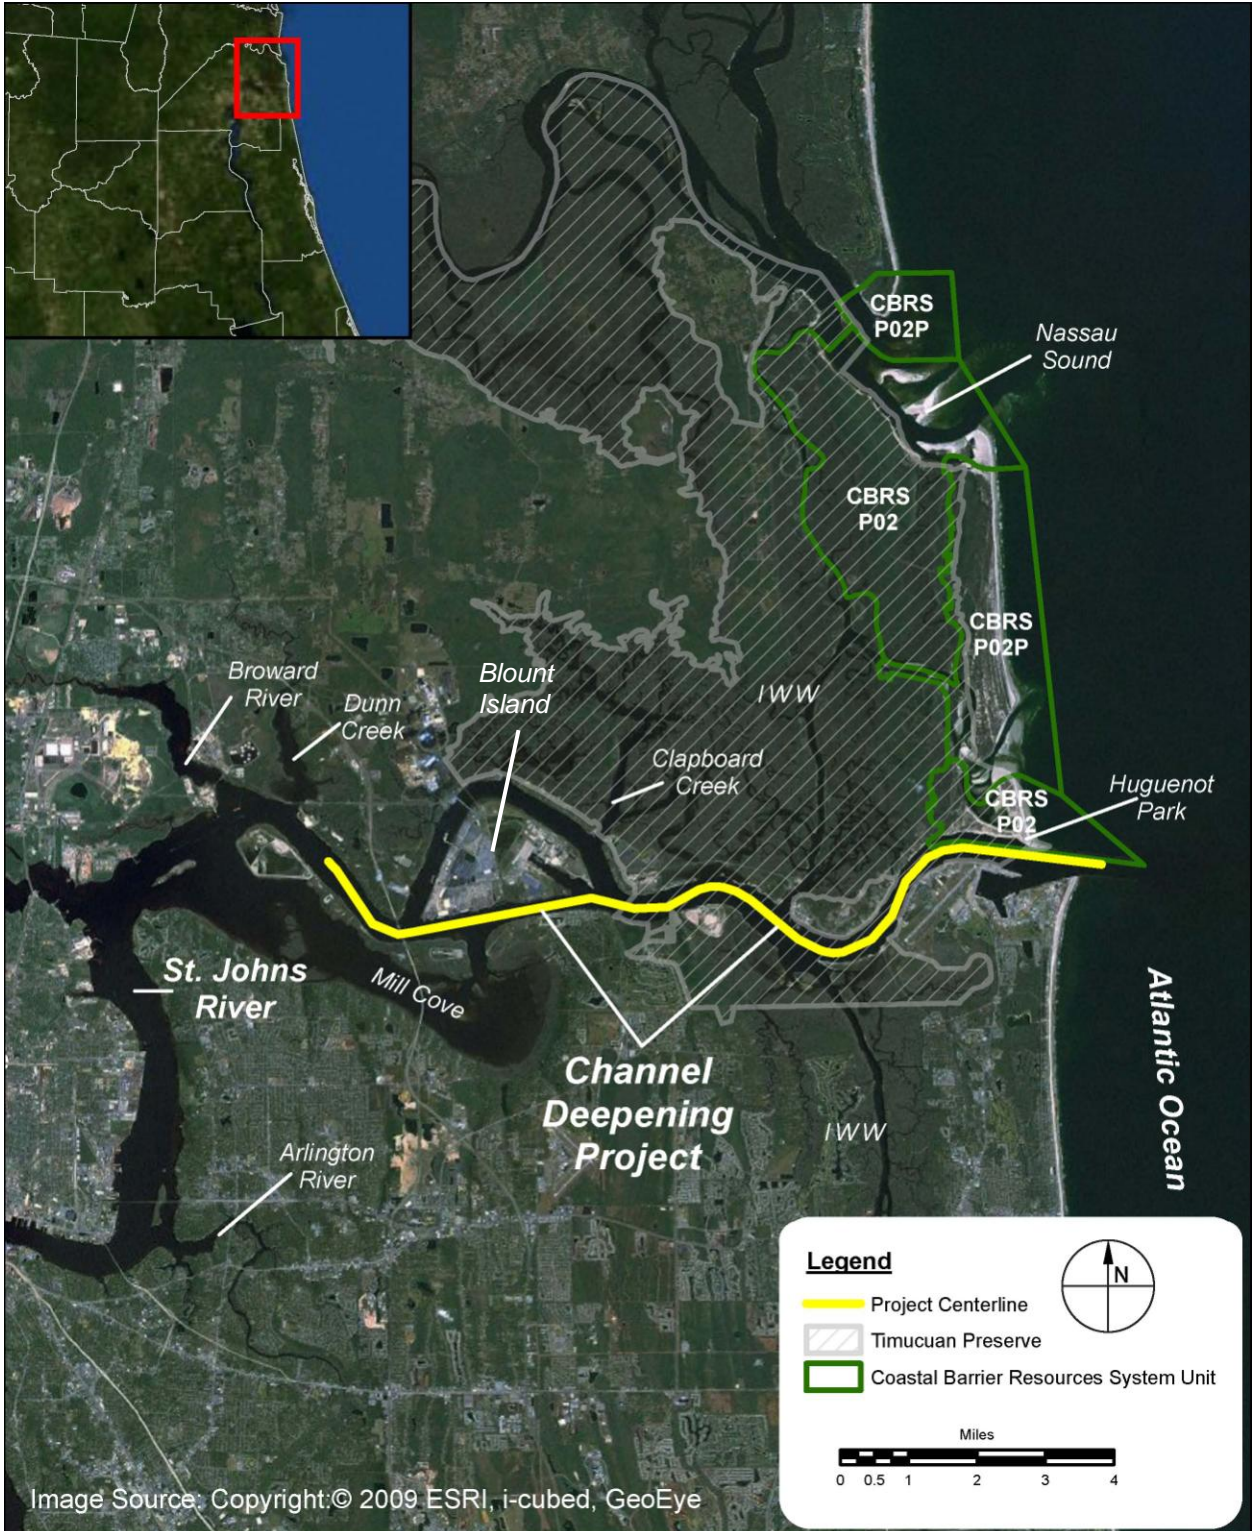 CBRS
P02P
Nassau
Sound
CBRS
P02
CBRS
P02P
Broward
River
Dunn
Creek
Blount
Island
IWW
Clapboard
Creek
CBRS
P02
Huguenot
Park
St. Johns
River
Mill Cove
Atlantic Ocean
Channel
Deepening
Project
IWW
Arlington
River
Legend
N
Project Centerline
Timucuan Preserve
Coastal Barrier Resources System Unit
Miles
0 0.5 1 2 3 4
Image Source: Copyright:© 2009 ESRI, i-cubed, GeoEye